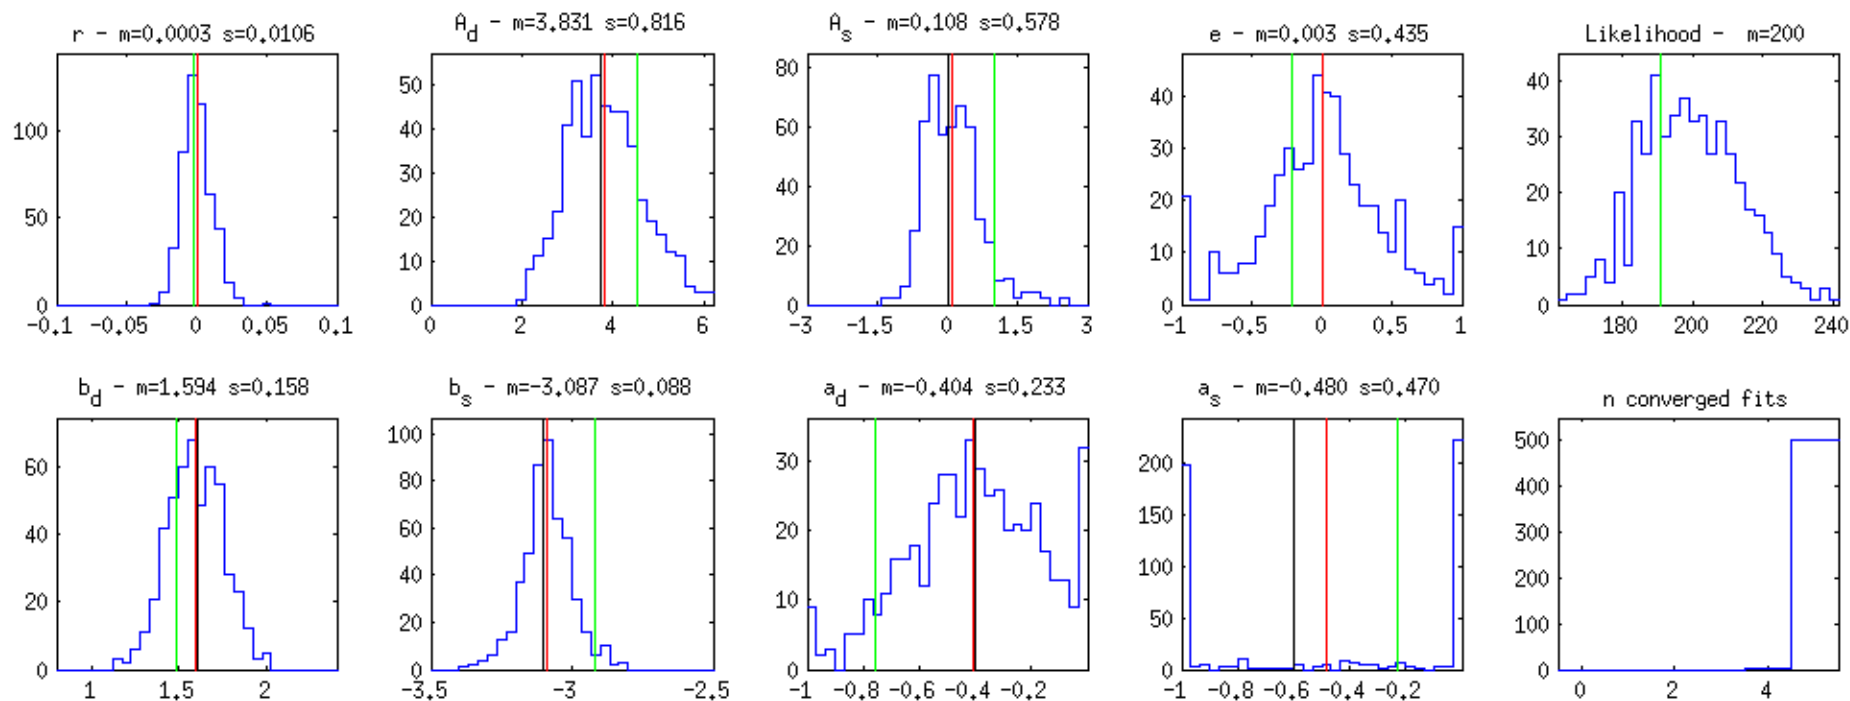 r - m=0.0003 s=0.0106
A_d - m=3.831 s=0.816
A_s - m=0.108 s=0.578
e - m=0.003 s=0.435
Likelihood - m=200
100
50
0
-0.1 -0.05 0 0.05 0.1
50
40
30
20
10
0
0 2 4 6
80
60
40
20
0
-3 -1.5 0 1.5 3
40
30
20
10
0
-1 -0.5 0 0.5 1
40
30
20
10
0
180 200 220 240
b_d - m=1.594 s=0.158
b_s - m=-3.087 s=0.088
a_d - m=-0.404 s=0.233
a_s - m=-0.480 s=0.470
n converged fits
60
40
20
0
1 1.5 2
100
80
60
40
20
0
-3.5 -3 -2.5
30
20
10
0
-1 -0.8 -0.6 -0.4 -0.2
200
150
100
50
0
-1 -0.8 -0.6 -0.4 -0.2
500
400
300
200
100
0
0 2 4